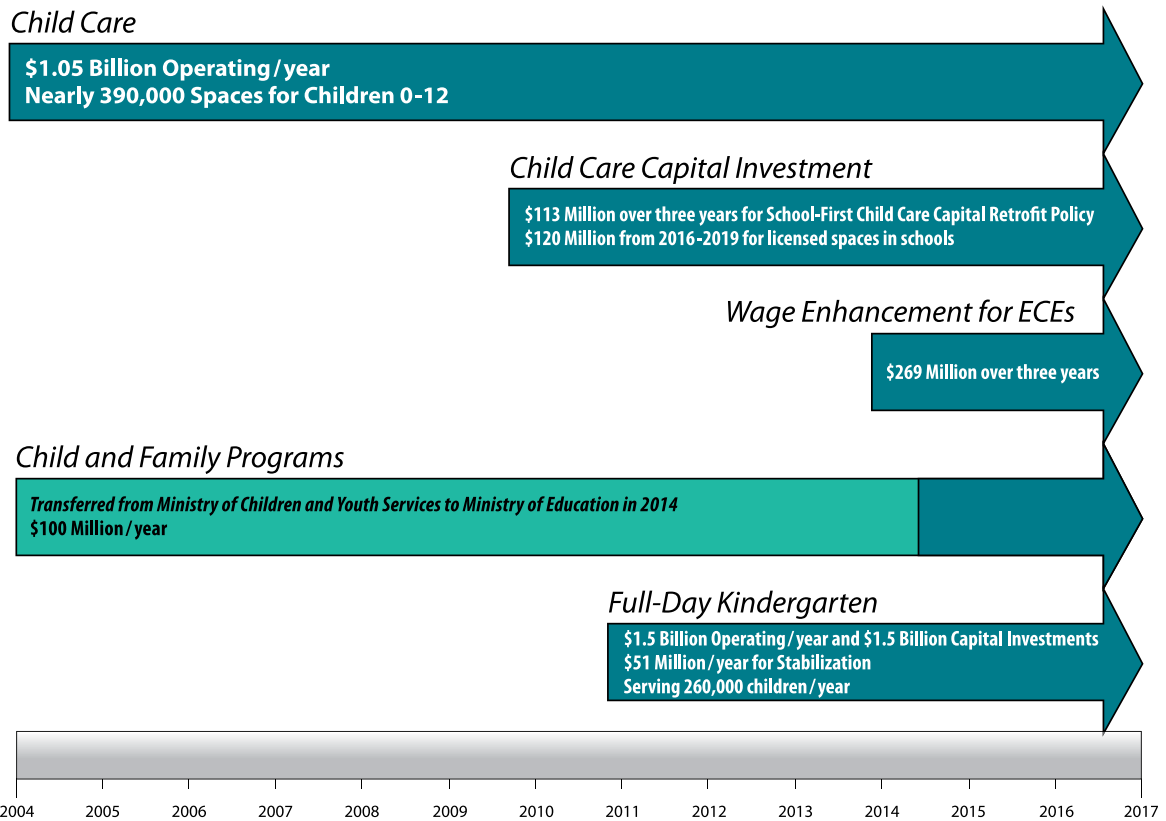 Child Care
$1.05 Billion Operating/year
Nearly 390,000 Spaces for Children 0-12
Child Care Capital Investment
$113 Million over three years for School-First Child Care Capital Retrofit Policy
$120 Million from 2016-2019 for licensed spaces in schools
Wage Enhancement for ECEs
$269 Million over three years
Child and Family Programs
Transferred from Ministry of Children and Youth Services to Ministry of Education in 2014
$100 Million/year
Full-Day Kindergarten
$1.5 Billion Operating/year and $1.5 Billion Capital Investments
$51 Million/year for Stabilization
Serving 260,000 children/year
2004 2005 2006 2007 2008 2009 2010 2011 2012 2013 2014 2015 2016 2017